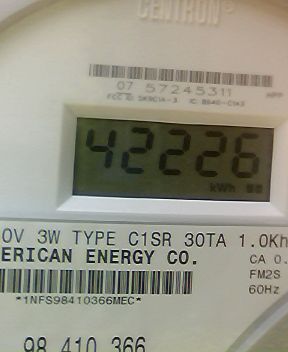 CENTRON®
07 57245311
42226
kWh
0V 3W TYPE C1SR 30TA 1.0Kh
ERICAN ENERGY CO.
CA 0.
FM2S
60Hz
*1NFS98410366MEC*
98 410 366